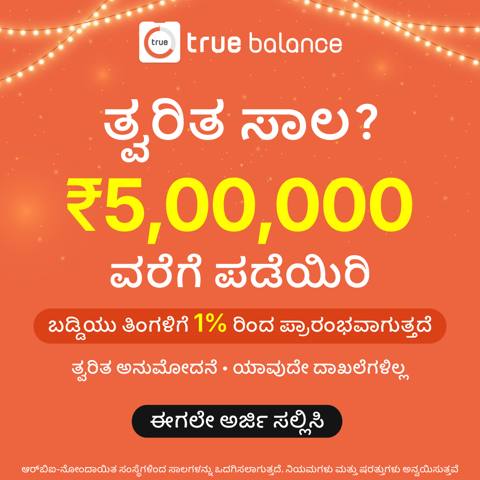 true
true balance
ತ್ವರಿತ ಸಾಲ?
₹5,00,000
ವರೆಗೆ ಪಡೆಯಿರಿ
ಬಡ್ಡಿಯು ತಿಂಗಳಿಗೆ 1% ರಿಂದ ಪ್ರಾರಂಭವಾಗುತ್ತದೆ
ತ್ವರಿತ ಅನುಮೋದನೆ • ಯಾವುದೇ ದಾಖಲೆಗಳಿಲ್ಲ
ಈಗಲೇ ಅರ್ಜಿ ಸಲ್ಲಿಸಿ
ಆರ್‌ಬಿಐ-ನೋಂದಾಯಿತ ಸಂಸ್ಥೆಗಳಿಂದ ಸಾಲಗಳನ್ನು ಒದಗಿಸಲಾಗುತ್ತದೆ. ನಿಯಮಗಳು ಮತ್ತು ಷರತ್ತುಗಳು ಅನ್ವಯಿಸುತ್ತವೆ